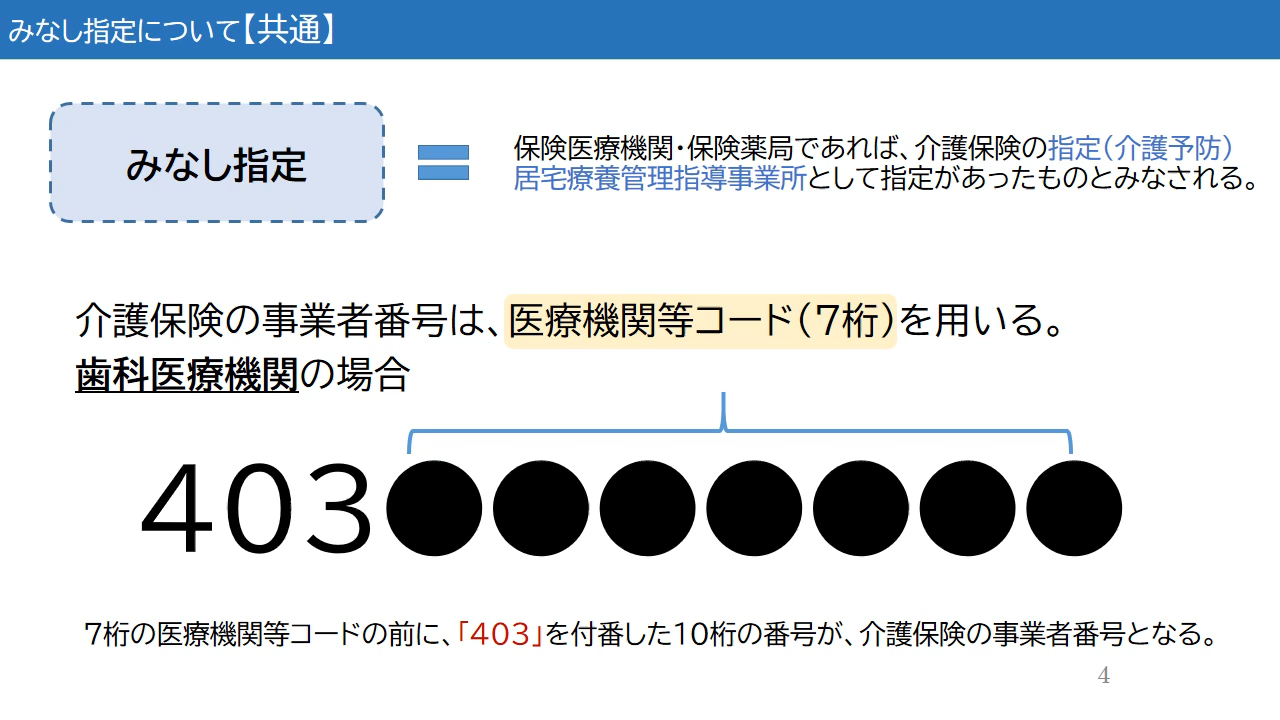 みなし指定について【共通】
みなし指定
保険医療機関・保険薬局であれば、介護保険の指定(介護予防)
居宅療養管理指導事業所として指定があったものとみなされる。
介護保険の事業者番号は、医療機関等コード(7桁)を用いる。
歯科医療機関の場合
403●●●●●●●
7桁の医療機関等コードの前に、「403」を付番した10桁の番号が、介護保険の事業者番号となる。
4